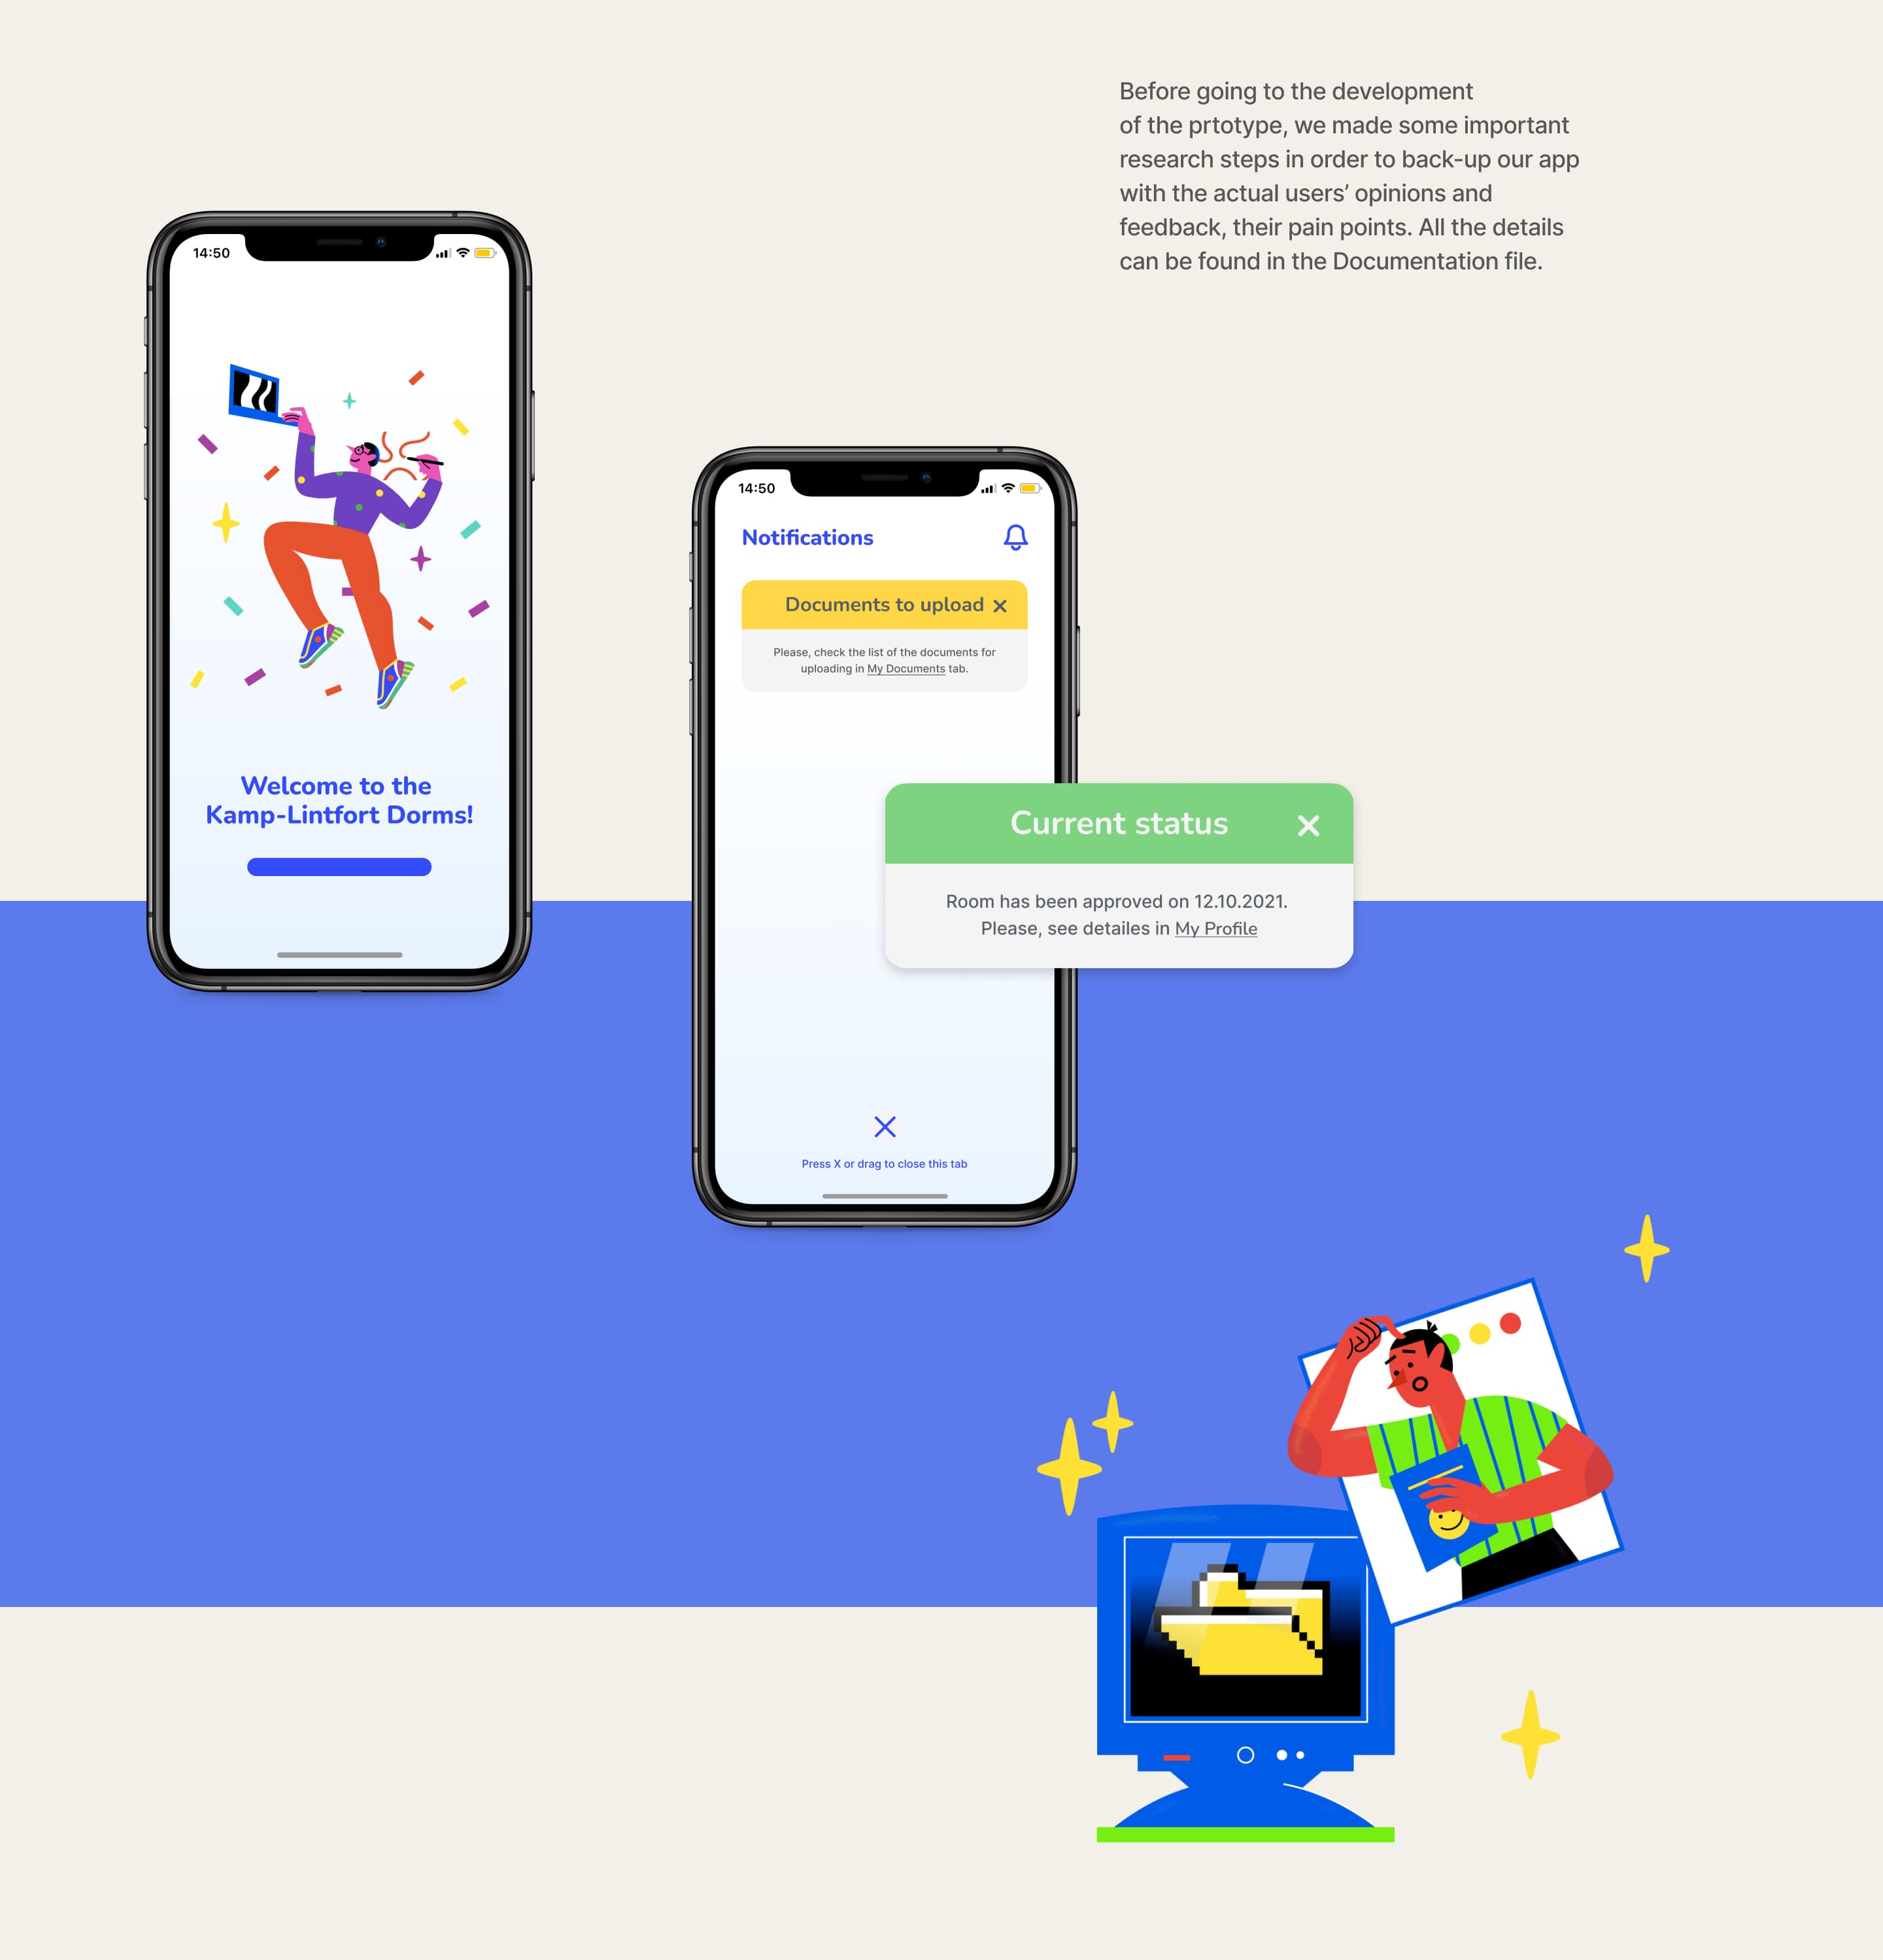 Before going to the development
of the prtotype, we made some important
research steps in order to back-up our app
with the actual users’ opinions and
feedback, their pain points. All the details
can be found in the Documentation file.
14:50
Welcome to the
Kamp-Lintfort Dorms!
14:50
Notifications
Documents to upload
Please, check the list of the documents for
uploading in My Documents tab.
Current status
Room has been approved on 12.10.2021.
Please, see detailes in My Profile
Press X or drag to close this tab